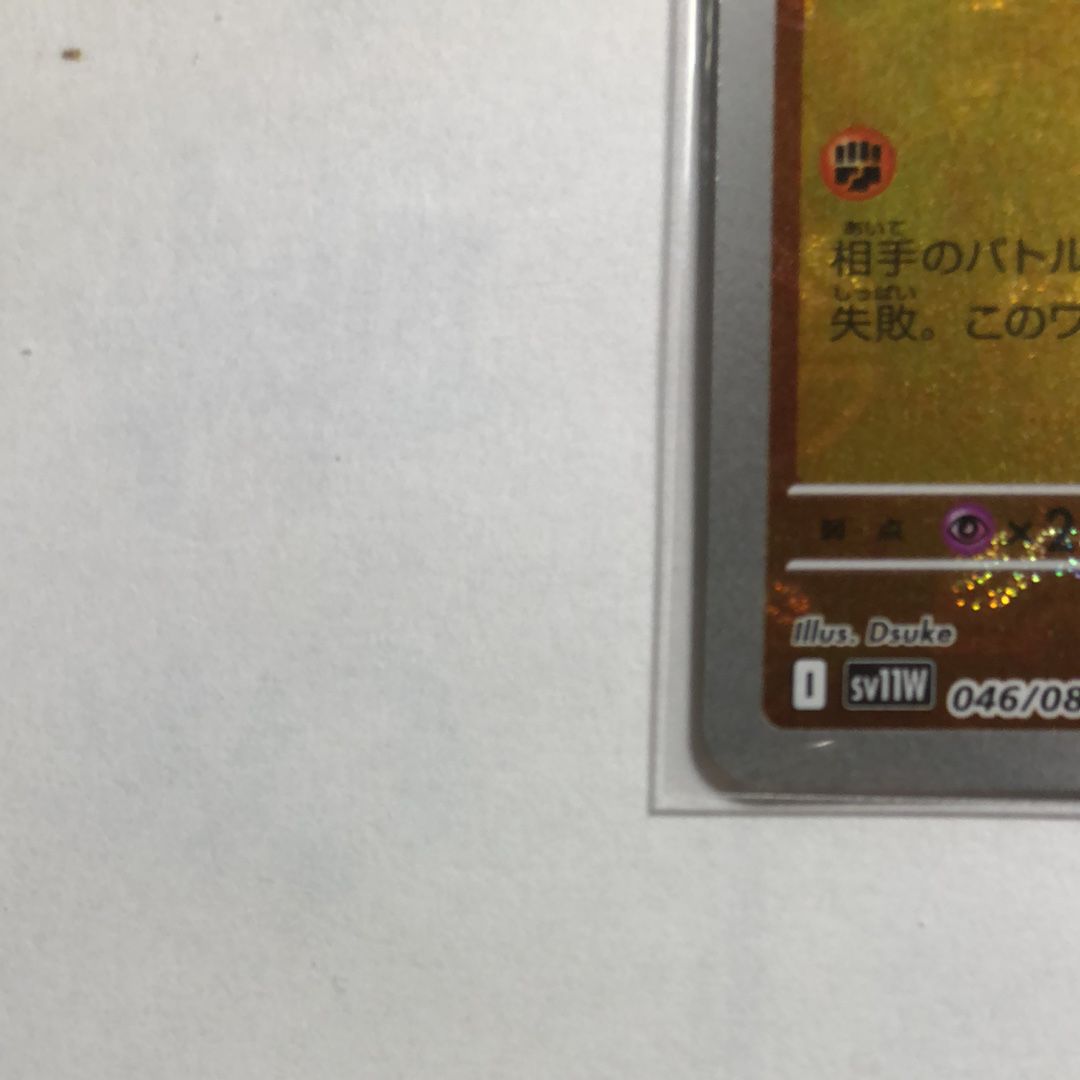 あいて
相手のバトル
しっぱい
失敗。このワ
弱 点 ×2
Illus. Dsuke
I SV11W 046/08